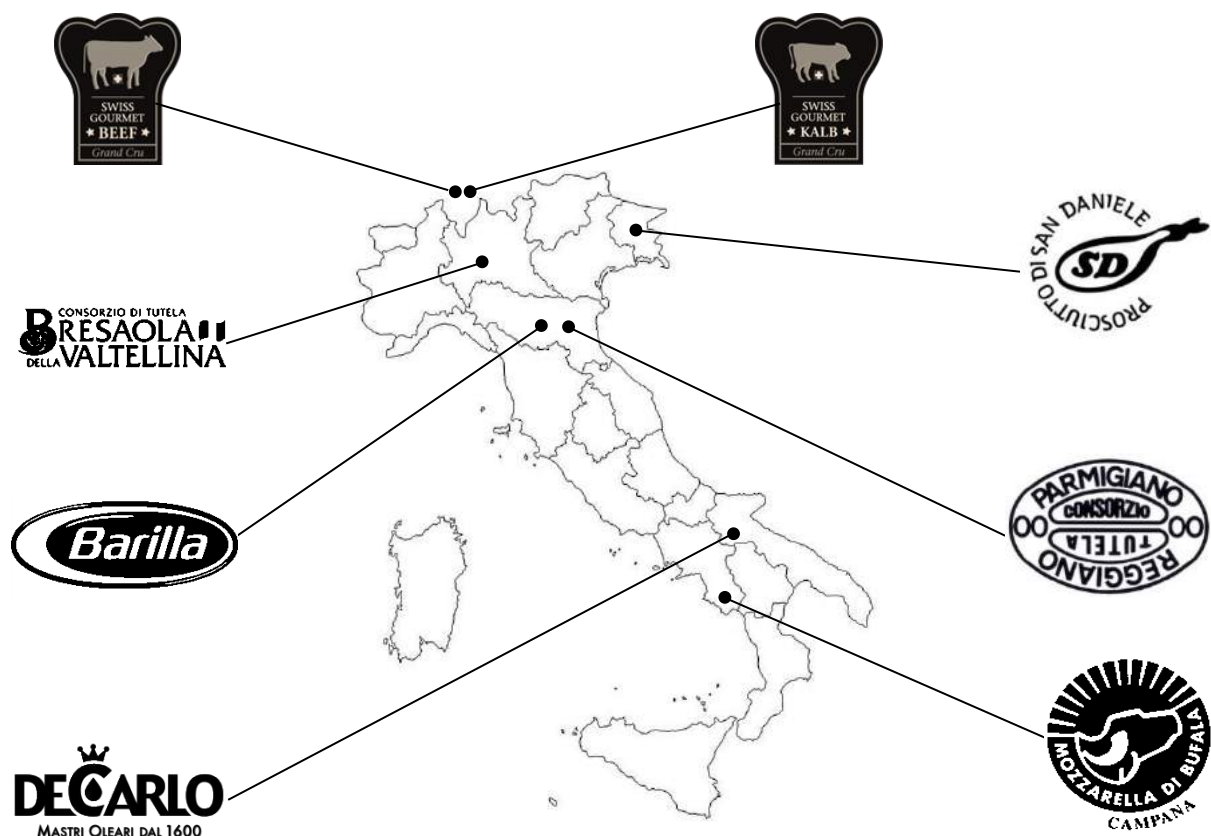 SWISS
GOURMET
BEEF
Grand Cru
SWISS
GOURMET
KALB
Grand Cru
PROSCIUTTO DI SAN DANIELE
SD
CONSORZIO DI TUTELA
BRESAOLA
DELLA VALTELLINA
Barilla
PARMIGIANO
CONSORZIO
TUTELA
REGGIANO
DECARLO
MASTRI OLEARI DAL 1600
MOZZARELLA DI BUFALA
CAMPANA